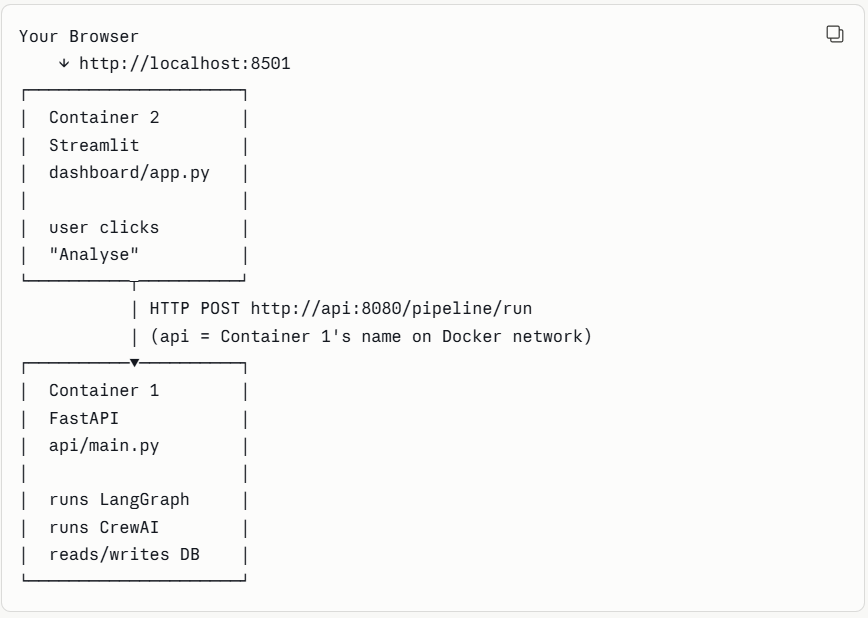 Your Browser
↓ http://localhost:8501
Container 2
Streamlit
dashboard/app.py
user clicks
"Analyse"
HTTP POST http://api:8080/pipeline/run
(api = Container 1's name on Docker network)
Container 1
FastAPI
api/main.py
runs LangGraph
runs CrewAI
reads/writes DB